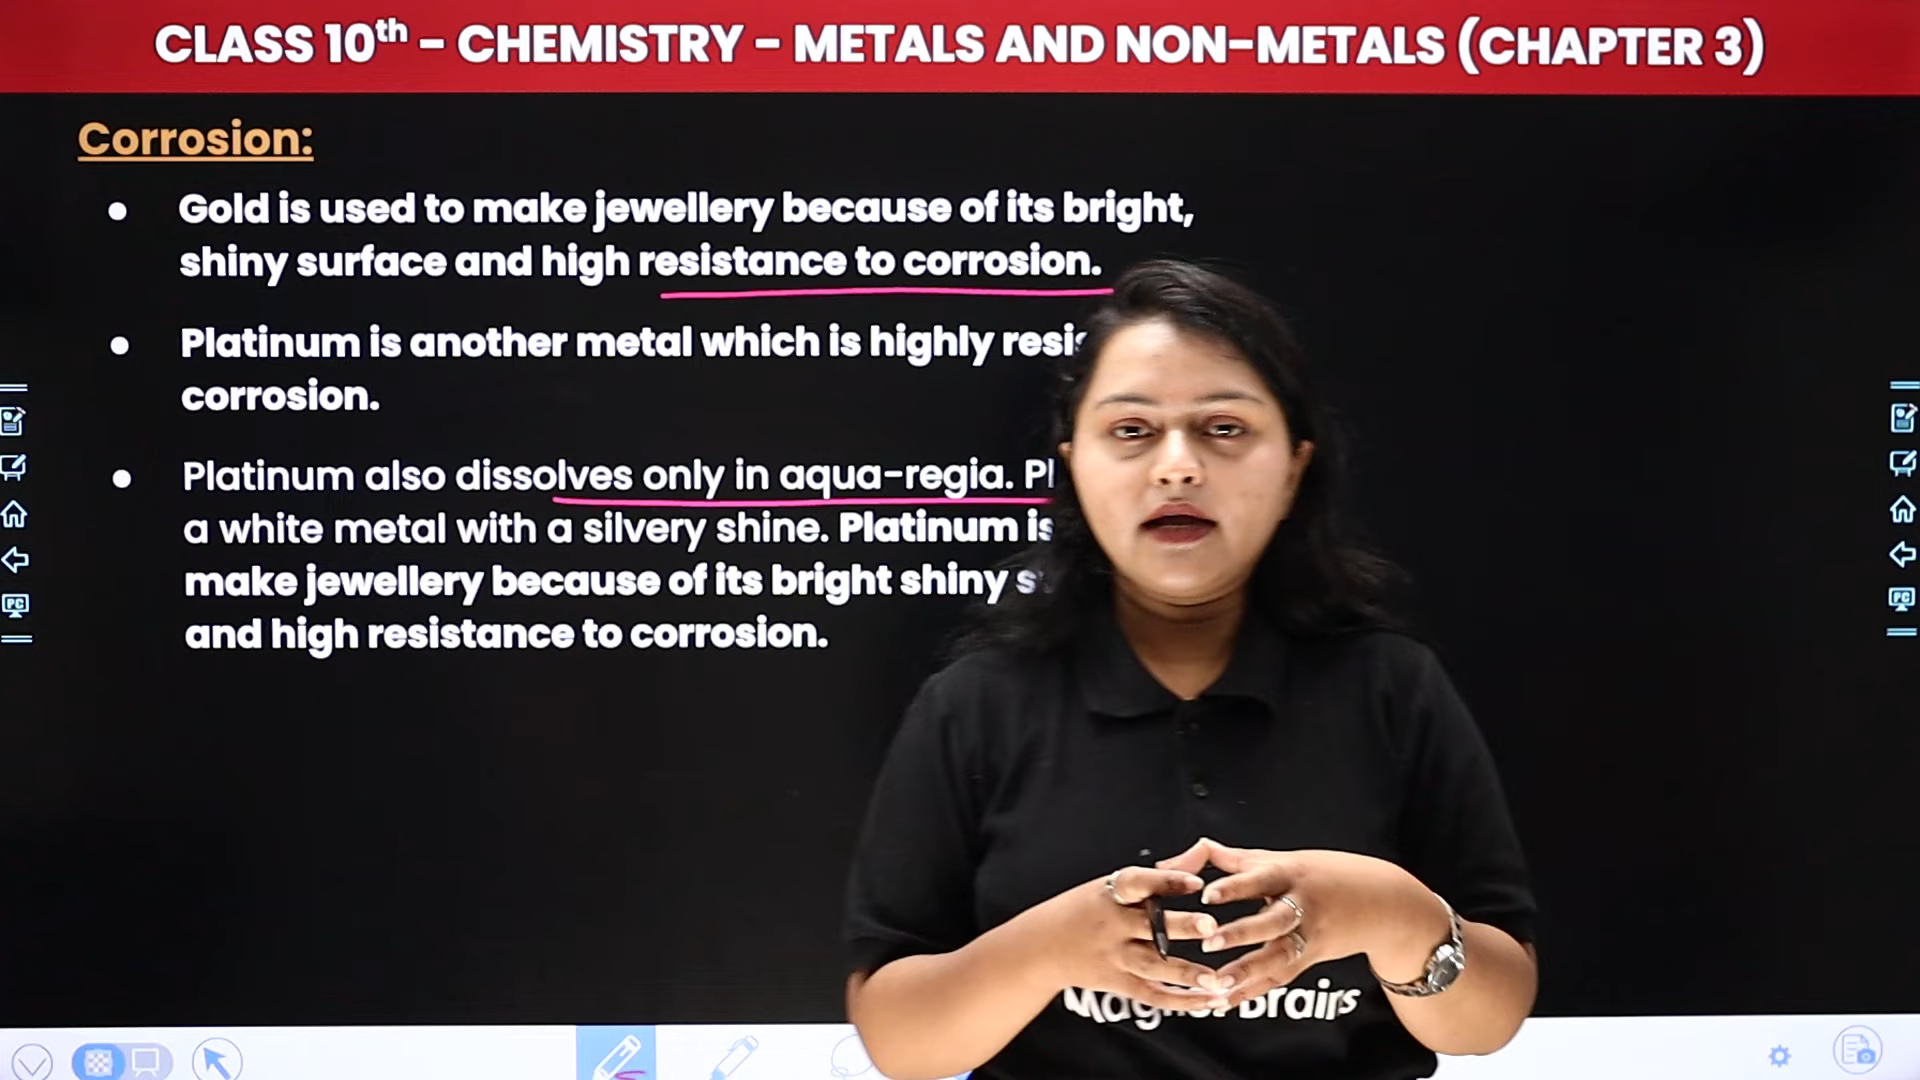 CLASS 10th - CHEMISTRY - METALS AND NON-METALS (CHAPTER 3)
Corrosion:
• Gold is used to make jewellery because of its bright,
shiny surface and high resistance to corrosion.
• Platinum is another metal which is highly
corrosion.
• Platinum also dissolves only in aqua-regia.
a white metal with a silvery shine. Platinum is
make jewellery because of its bright shiny
and high resistance to corrosion.
PC
PC
Brains